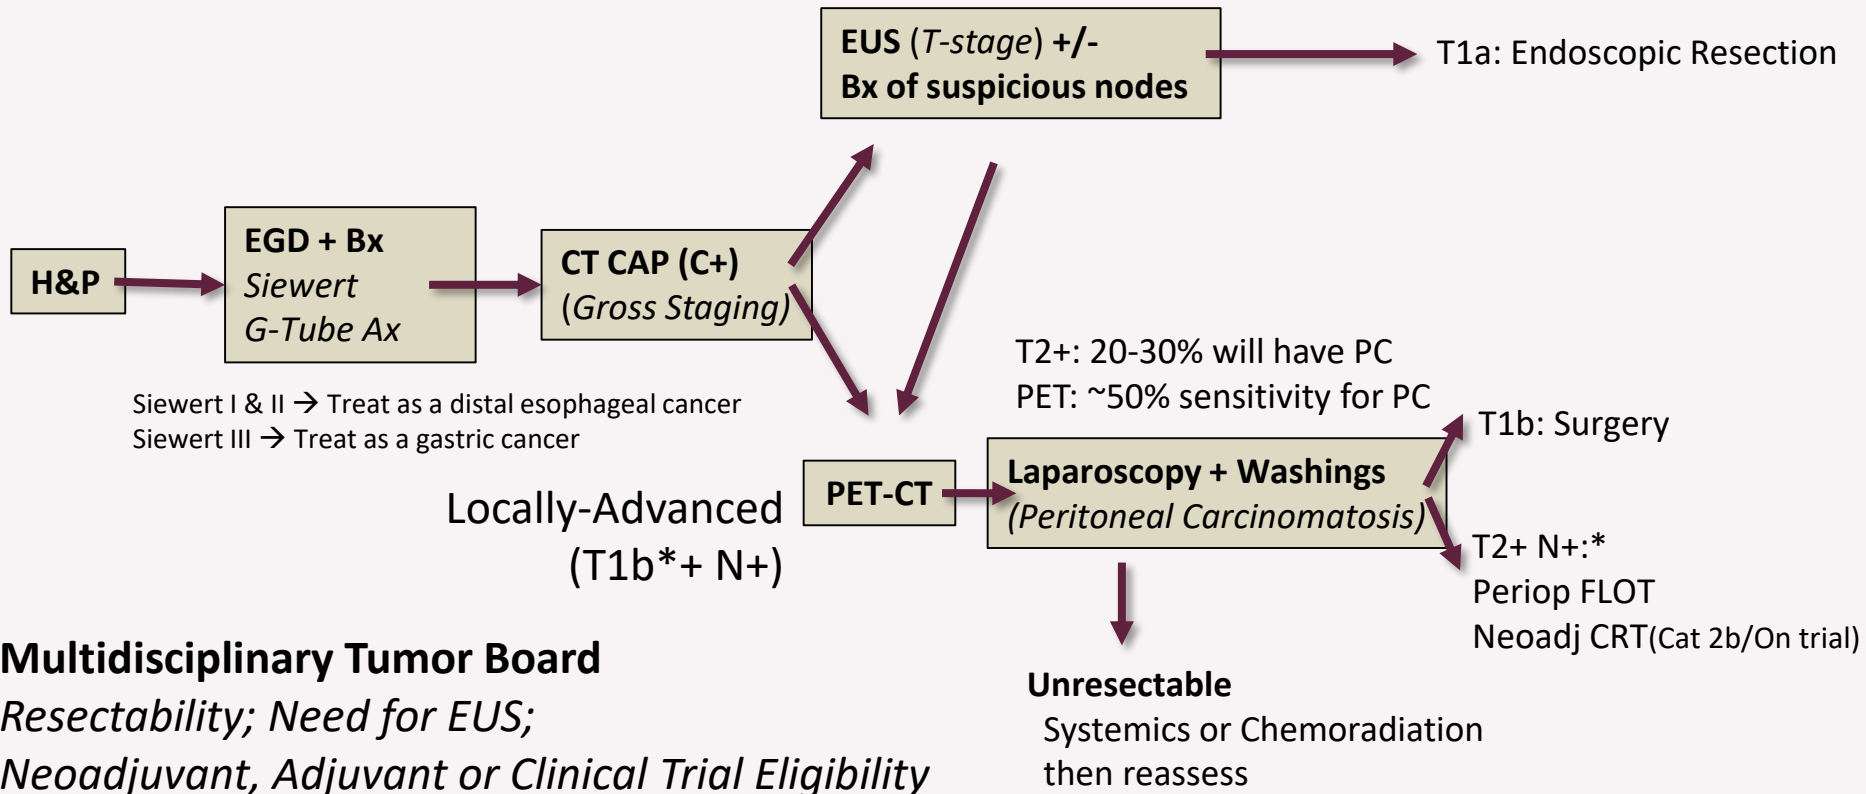 EUS (T-stage) +/-
Bx of suspicious nodes
T1a: Endoscopic Resection
H&P
EGD + Bx
Siewert
G-Tube Ax
CT CAP (C+)
(Gross Staging)
Siewert I & II → Treat as a distal esophageal cancer
Siewert III → Treat as a gastric cancer
T2+: 20-30% will have PC
PET: ~50% sensitivity for PC
Locally-Advanced
(T1b*+ N+)
PET-CT
Laparoscopy + Washings
(Peritoneal Carcinomatosis)
T1b: Surgery
T2+ N+:*
Periop FLOT
Neoadj CRT(Cat 2b/On trial)
Unresectable
Systemics or Chemoradiation
then reassess
Multidisciplinary Tumor Board
Resectability; Need for EUS;
Neoadjuvant, Adjuvant or Clinical Trial Eligibility